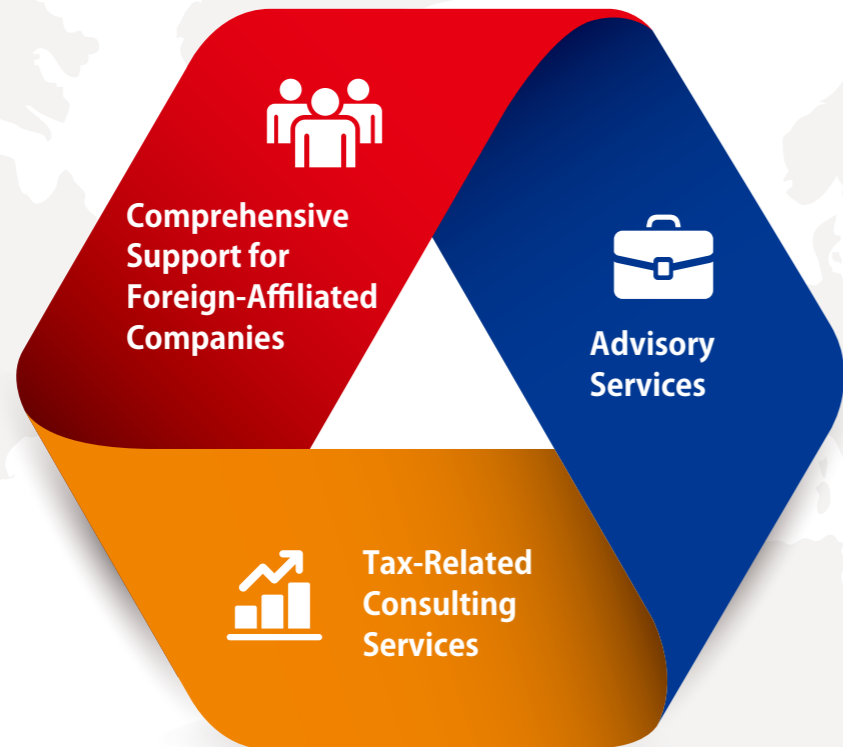 Comprehensive
Support for
Foreign-Affiliated
Companies
Advisory
Services
Tax-Related
Consulting
Services